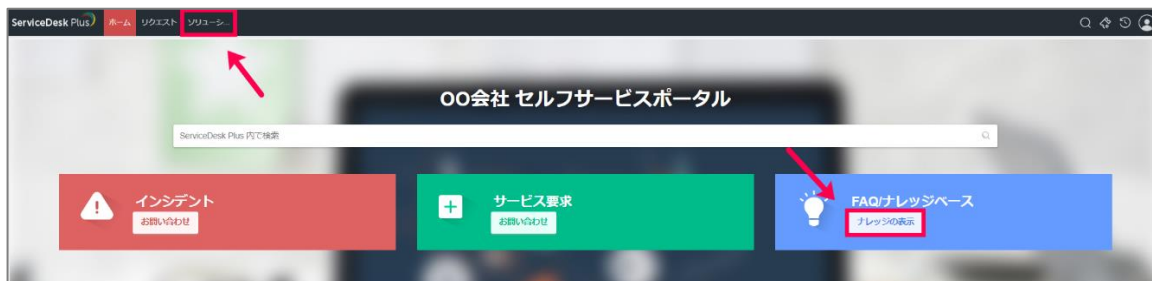 ServiceDesk Plus ホーム リクエスト ソリューシ...
OO会社 セルフサービスポータル
ServiceDesk Plus 内で検索
インシデント
お問い合わせ
サービス要求
お問い合わせ
FAQ/ナレッジベース
ナレッジの表示